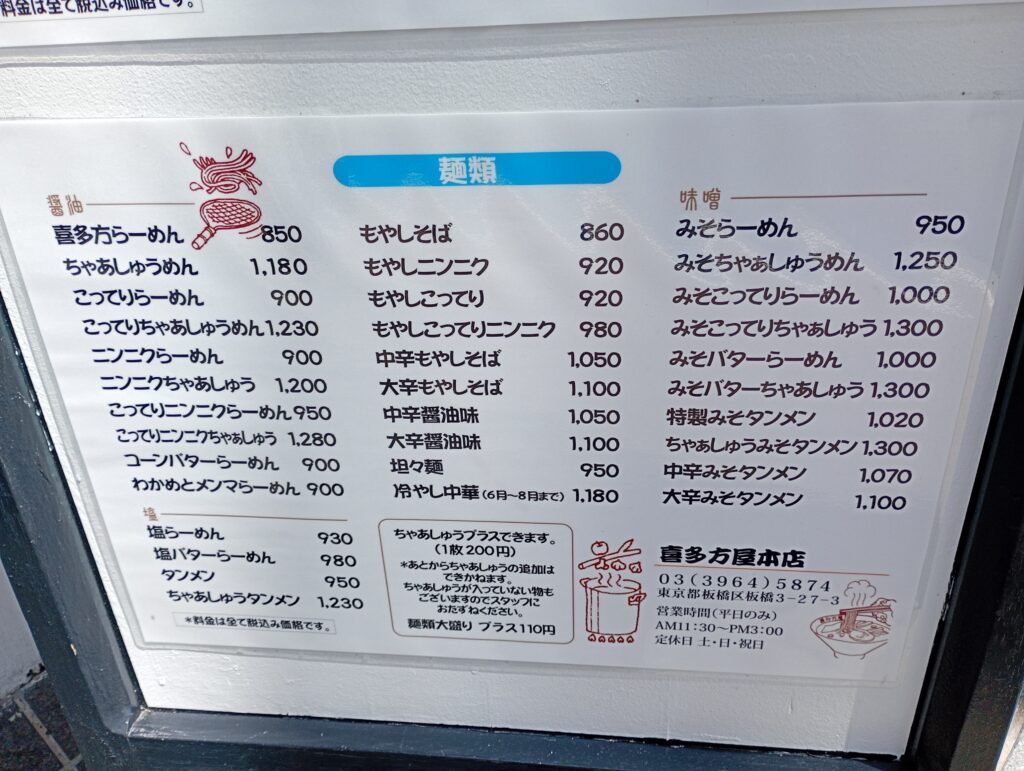 料金は全て税込み価格です。
麺類
醤油
喜多方らーめん 850
ちゃあしゅうめん 1,180
こってりらーめん 900
こってりちゃあしゅうめん 1,230
ニンニクらーめん 900
ニンニクちゃあしゅう 1,200
こってりニンニクらーめん 950
こってりニンニクちゃあしゅう 1,280
コーンバターらーめん 900
わかめとメンマらーめん 900
塩
塩らーめん 930
塩バターらーめん 980
タンメン 950
ちゃあしゅうタンメン 1,230
*料金は全て税込み価格です。
もやしそば 860
もやしニンニク 920
もやしこってり 920
もやしこってりニンニク 980
中辛もやしそば 1,050
大辛もやしそば 1,100
中辛醤油味 1,050
大辛醤油味 1,100
坦々麺 950
冷やし中華(6月〜8月まで) 1,180
ちゃあしゅうプラスできます。
(1枚200円)
*あとからちゃあしゅうの追加は
できかねます。
ちゃあしゅうが入っていない物も
ございますのでスタッフに
おたずねください。
麺類大盛り プラス110円
味噌
みそらーめん 950
みそちゃぁしゅうめん 1,250
みそこってりらーめん 1,000
みそこってりちゃぁしゅう 1,300
みそバターらーめん 1,000
みそバターちゃあしゅう 1,300
特製みそタンメン 1,020
ちゃぁしゅうみそタンメン 1,300
中辛みそタンメン 1,070
大辛みそタンメン 1,100
喜多方屋本店
03(3964)5874
東京都板橋区板橋3-27-3
営業時間(平日のみ)
AM11:30〜PM3:00
定休日 土・日・祝日